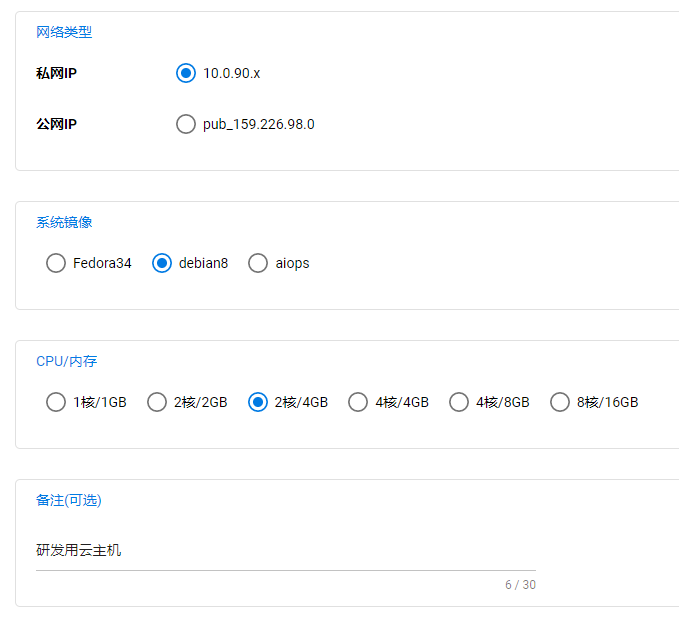 网络类型
私网IP 10.0.90.x
公网IP pub_159.226.98.0
系统镜像
Fedora34 debian8 aiops
CPU/内存
1核/1GB 2核/2GB 2核/4GB 4核/4GB 4核/8GB 8核/16GB
备注(可选)
研发用云主机
6 / 30